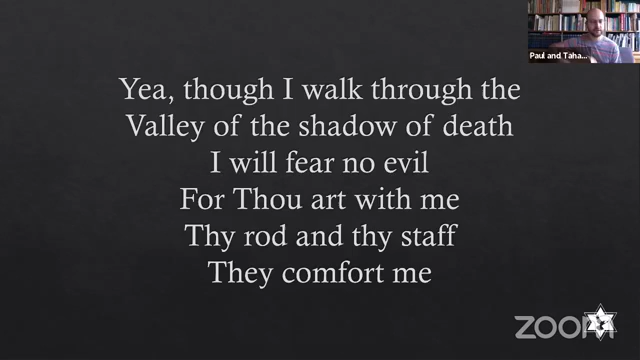 Paul and Taha...
Yea, though I walk through the
Valley of the shadow of death
I will fear no evil
For Thou art with me
Thy rod and thy staff
They comfort me
zoom